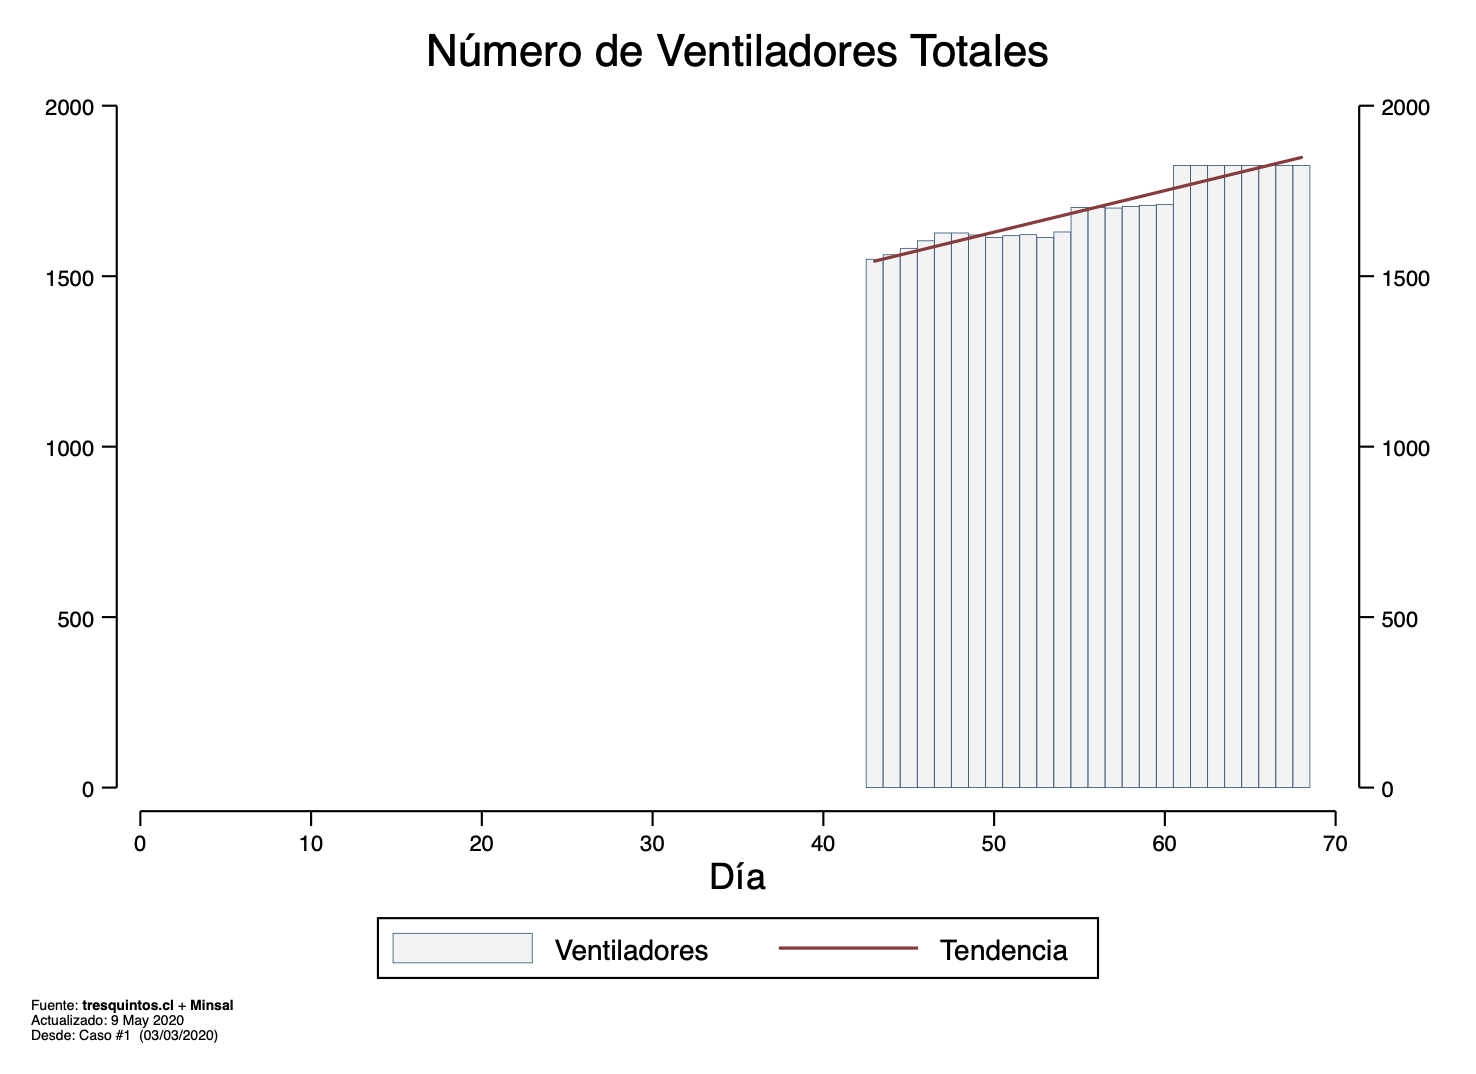 Número de Ventiladores Totales
2000 2000
1500 1500
1000 1000
500 500
0 0
0 10 20 30 40 50 60 70
Día
Ventiladores Tendencia
Fuente: tresquintos.cl + Minsal
Actualizado: 9 May 2020
Desde: Caso #1 (03/03/2020)